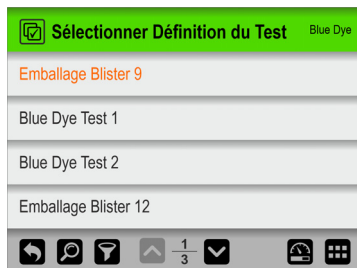 Sélectionner Définition du Test
Blue Dye
Emballage Blister 9
Blue Dye Test 1
Blue Dye Test 2
Emballage Blister 12
1
3